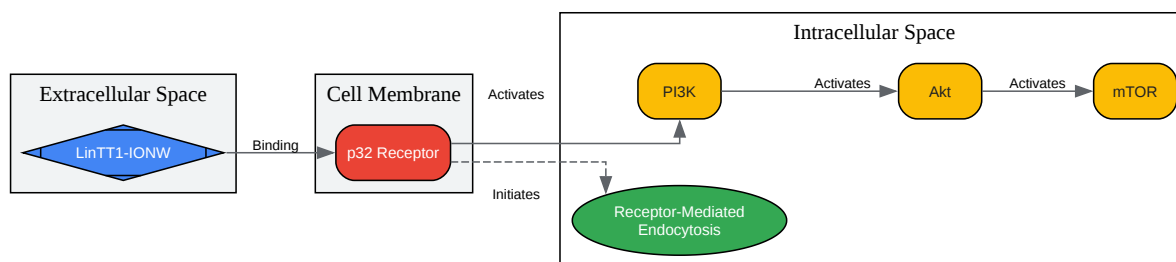 Extracellular Space
LinTT1-IONW
Binding
Cell Membrane
p32 Receptor
Activates
Initiates
Intracellular Space
PI3K
Activates
Akt
Activates
mTOR
Receptor-Mediated
Endocytosis